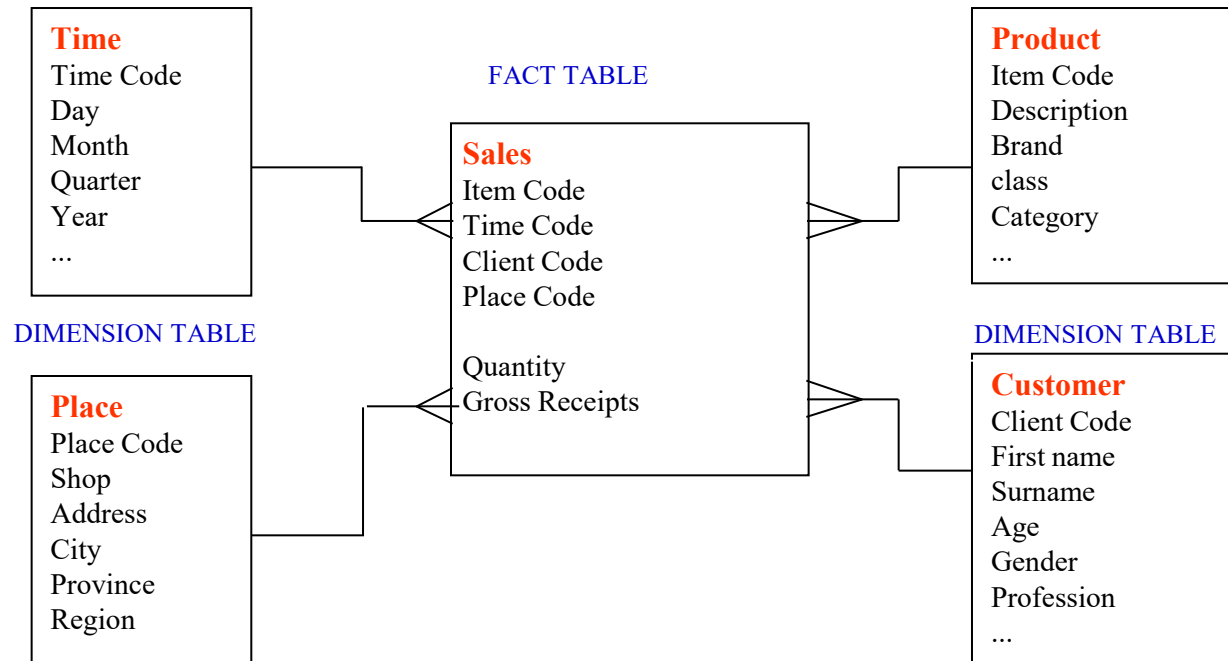 Time
Time Code
Day
Month
Quarter
Year
...
DIMENSION TABLE
Place
Place Code
Shop
Address
City
Province
Region
FACT TABLE
Sales
Item Code
Time Code
Client Code
Place Code
Quantity
Gross Receipts
Product
Item Code
Description
Brand
class
Category
...
DIMENSION TABLE
Customer
Client Code
First name
Surname
Age
Gender
Profession
...